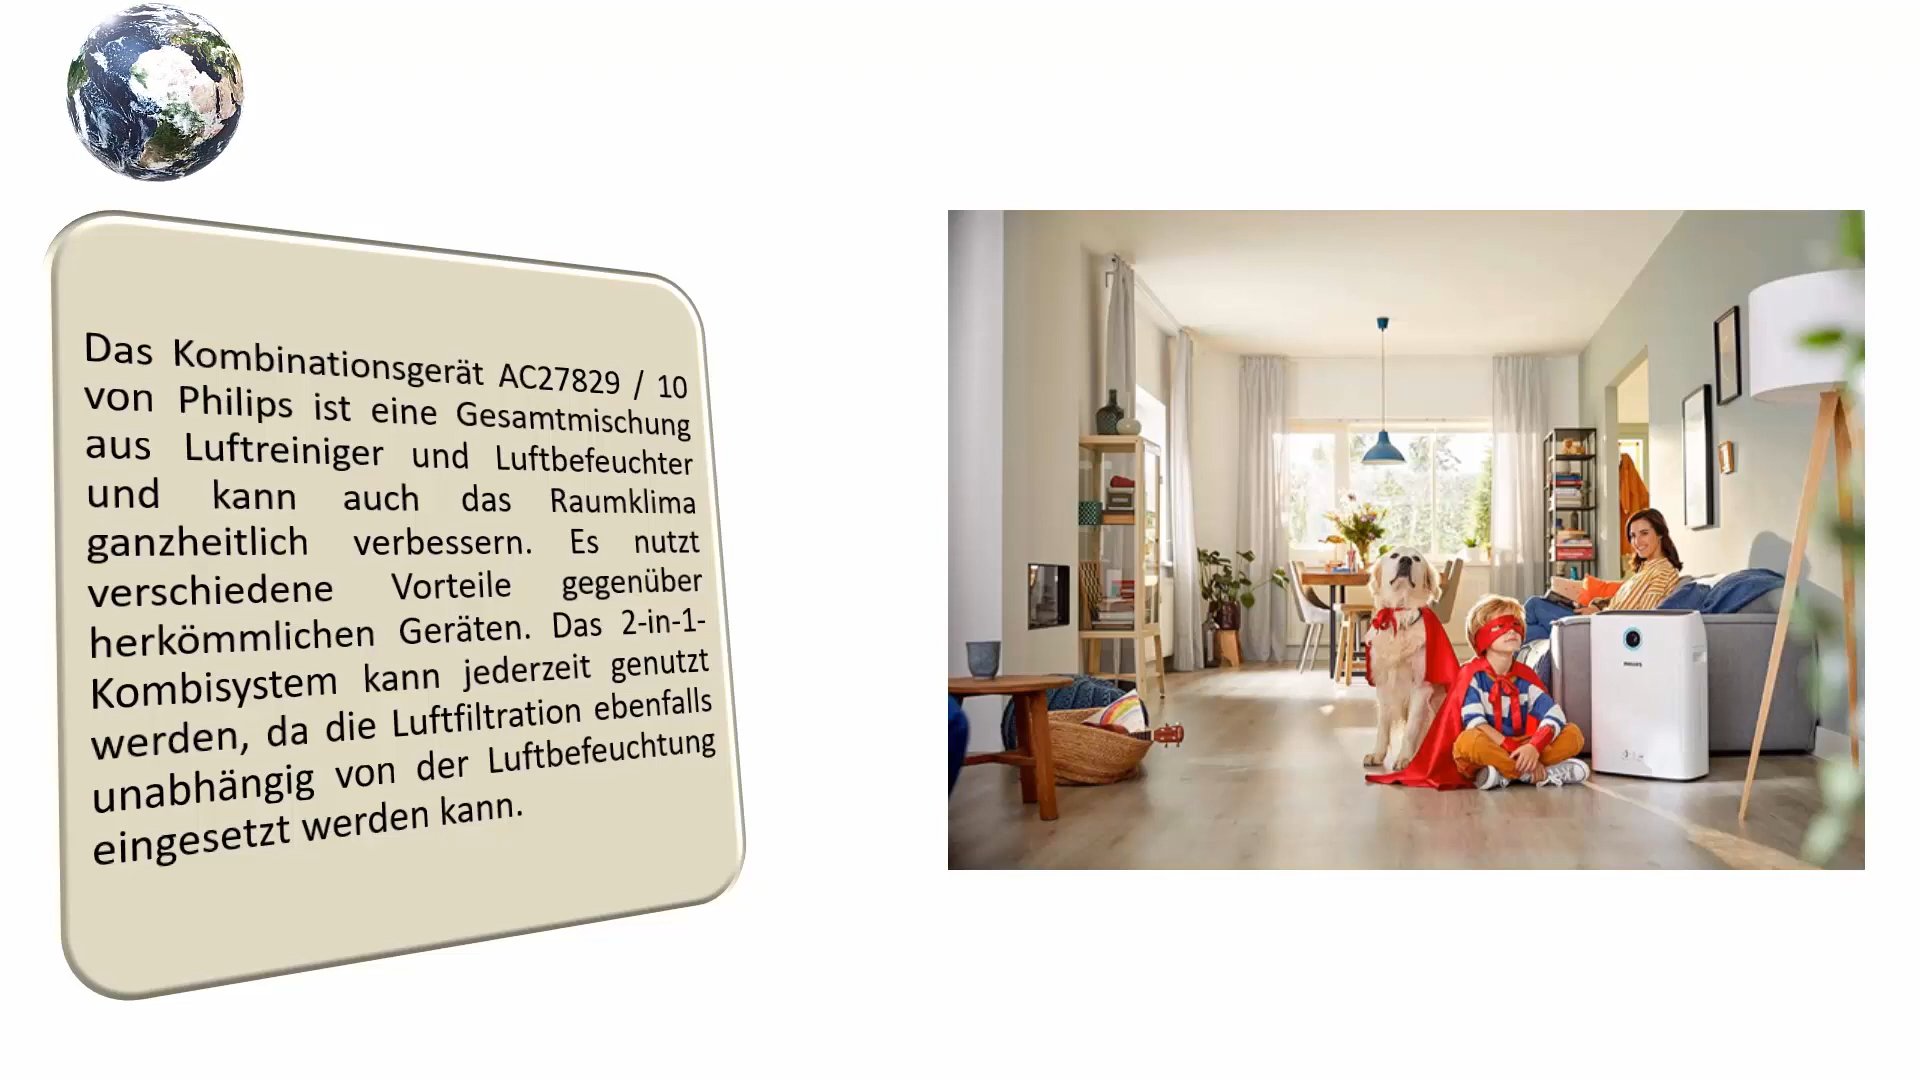 Das Kombinationsgerät AC27829 / 10
von Philips ist eine Gesamtmischung
aus Luftreiniger und Luftbefeuchter
und kann auch das Raumklima
ganzheitlich verbessern. Es nutzt
verschiedene Vorteile gegenüber
herkömmlichen Geräten. Das 2-in-1-
Kombisystem kann jederzeit genutzt
werden, da die Luftfiltration ebenfalls
unabhängig von der Luftbefeuchtung
eingesetzt werden kann.
PHILIPS